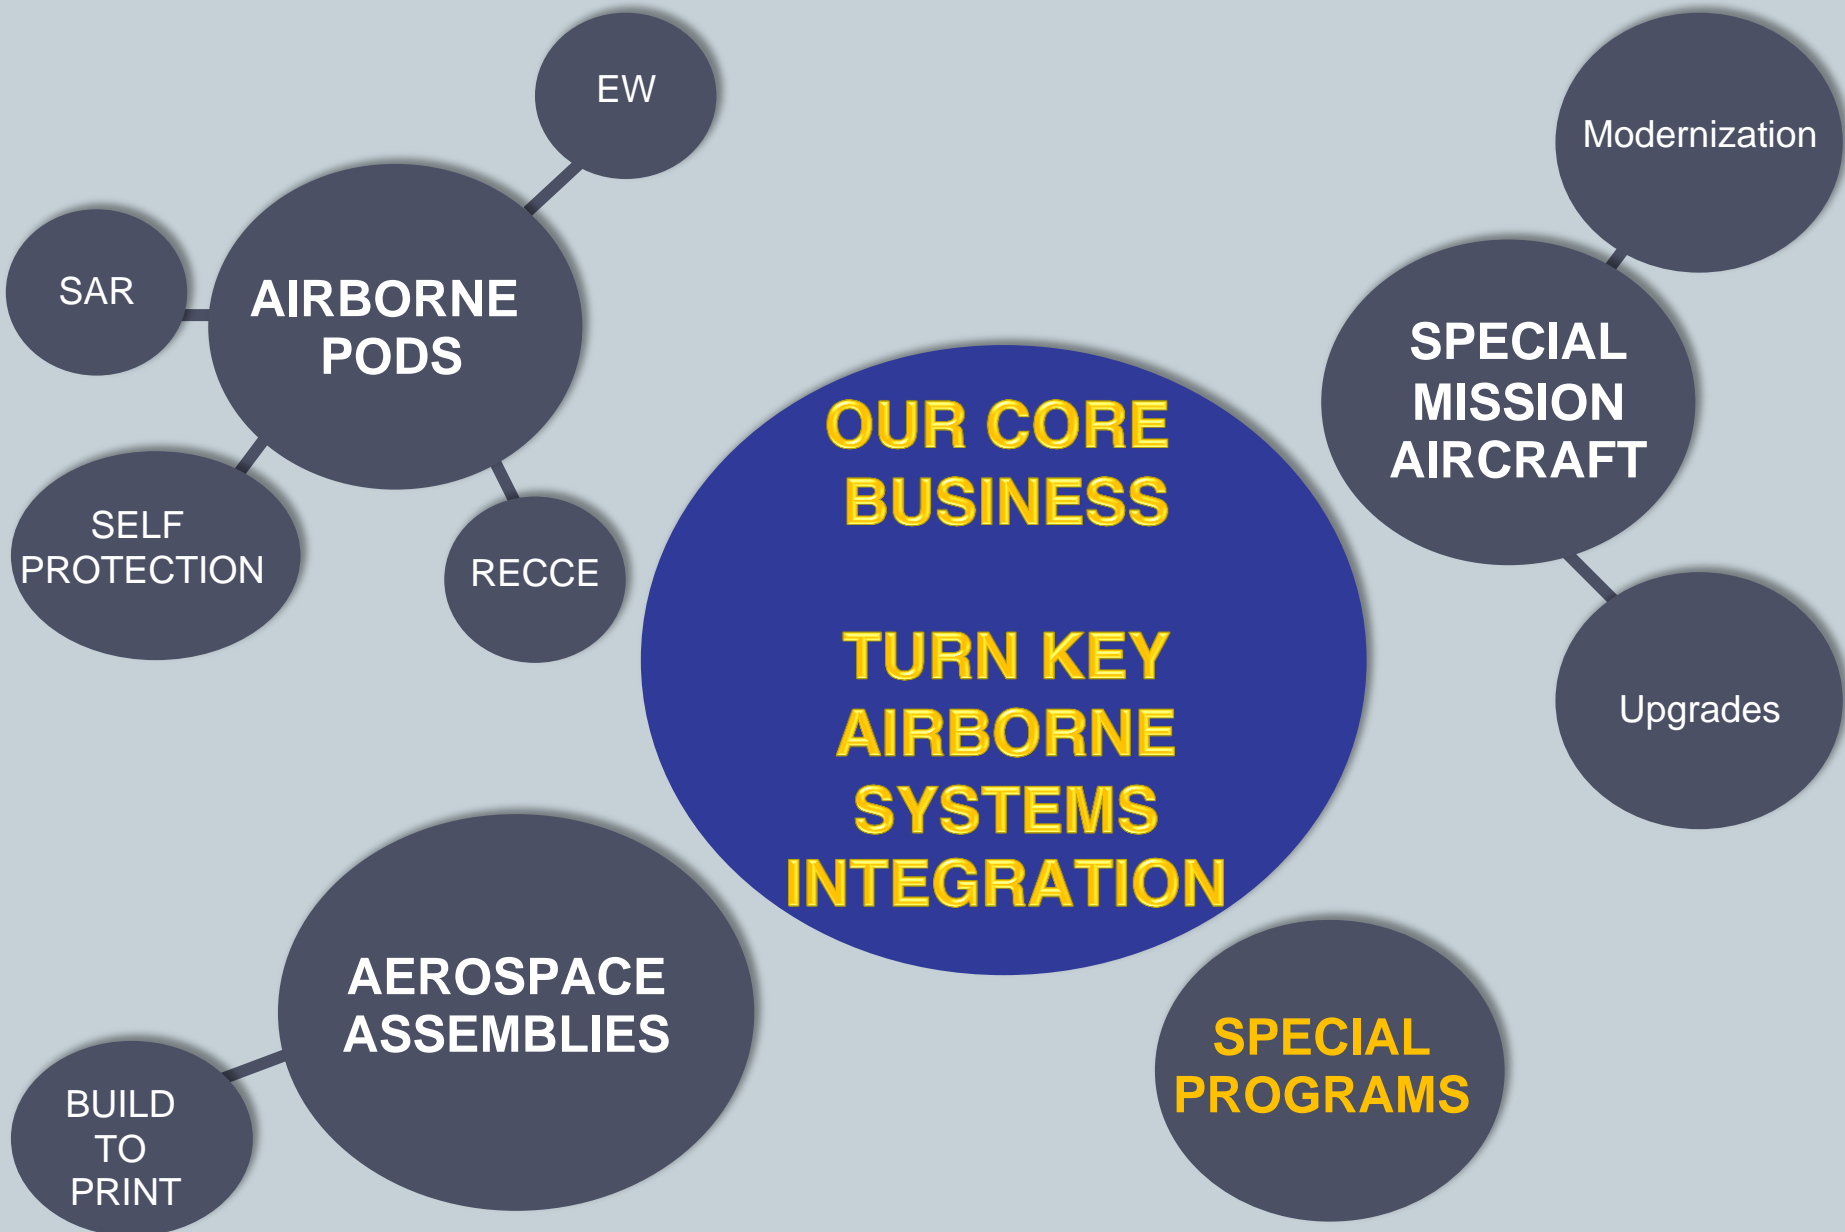 EW
SAR
AIRBORNE
PODS
SELF
PROTECTION
RECCE
OUR CORE
BUSINESS
TURN KEY
AIRBORNE
SYSTEMS
INTEGRATION
Modernization
SPECIAL
MISSION
AIRCRAFT
Upgrades
AEROSPACE
ASSEMBLIES
BUILD
TO
PRINT
SPECIAL
PROGRAMS